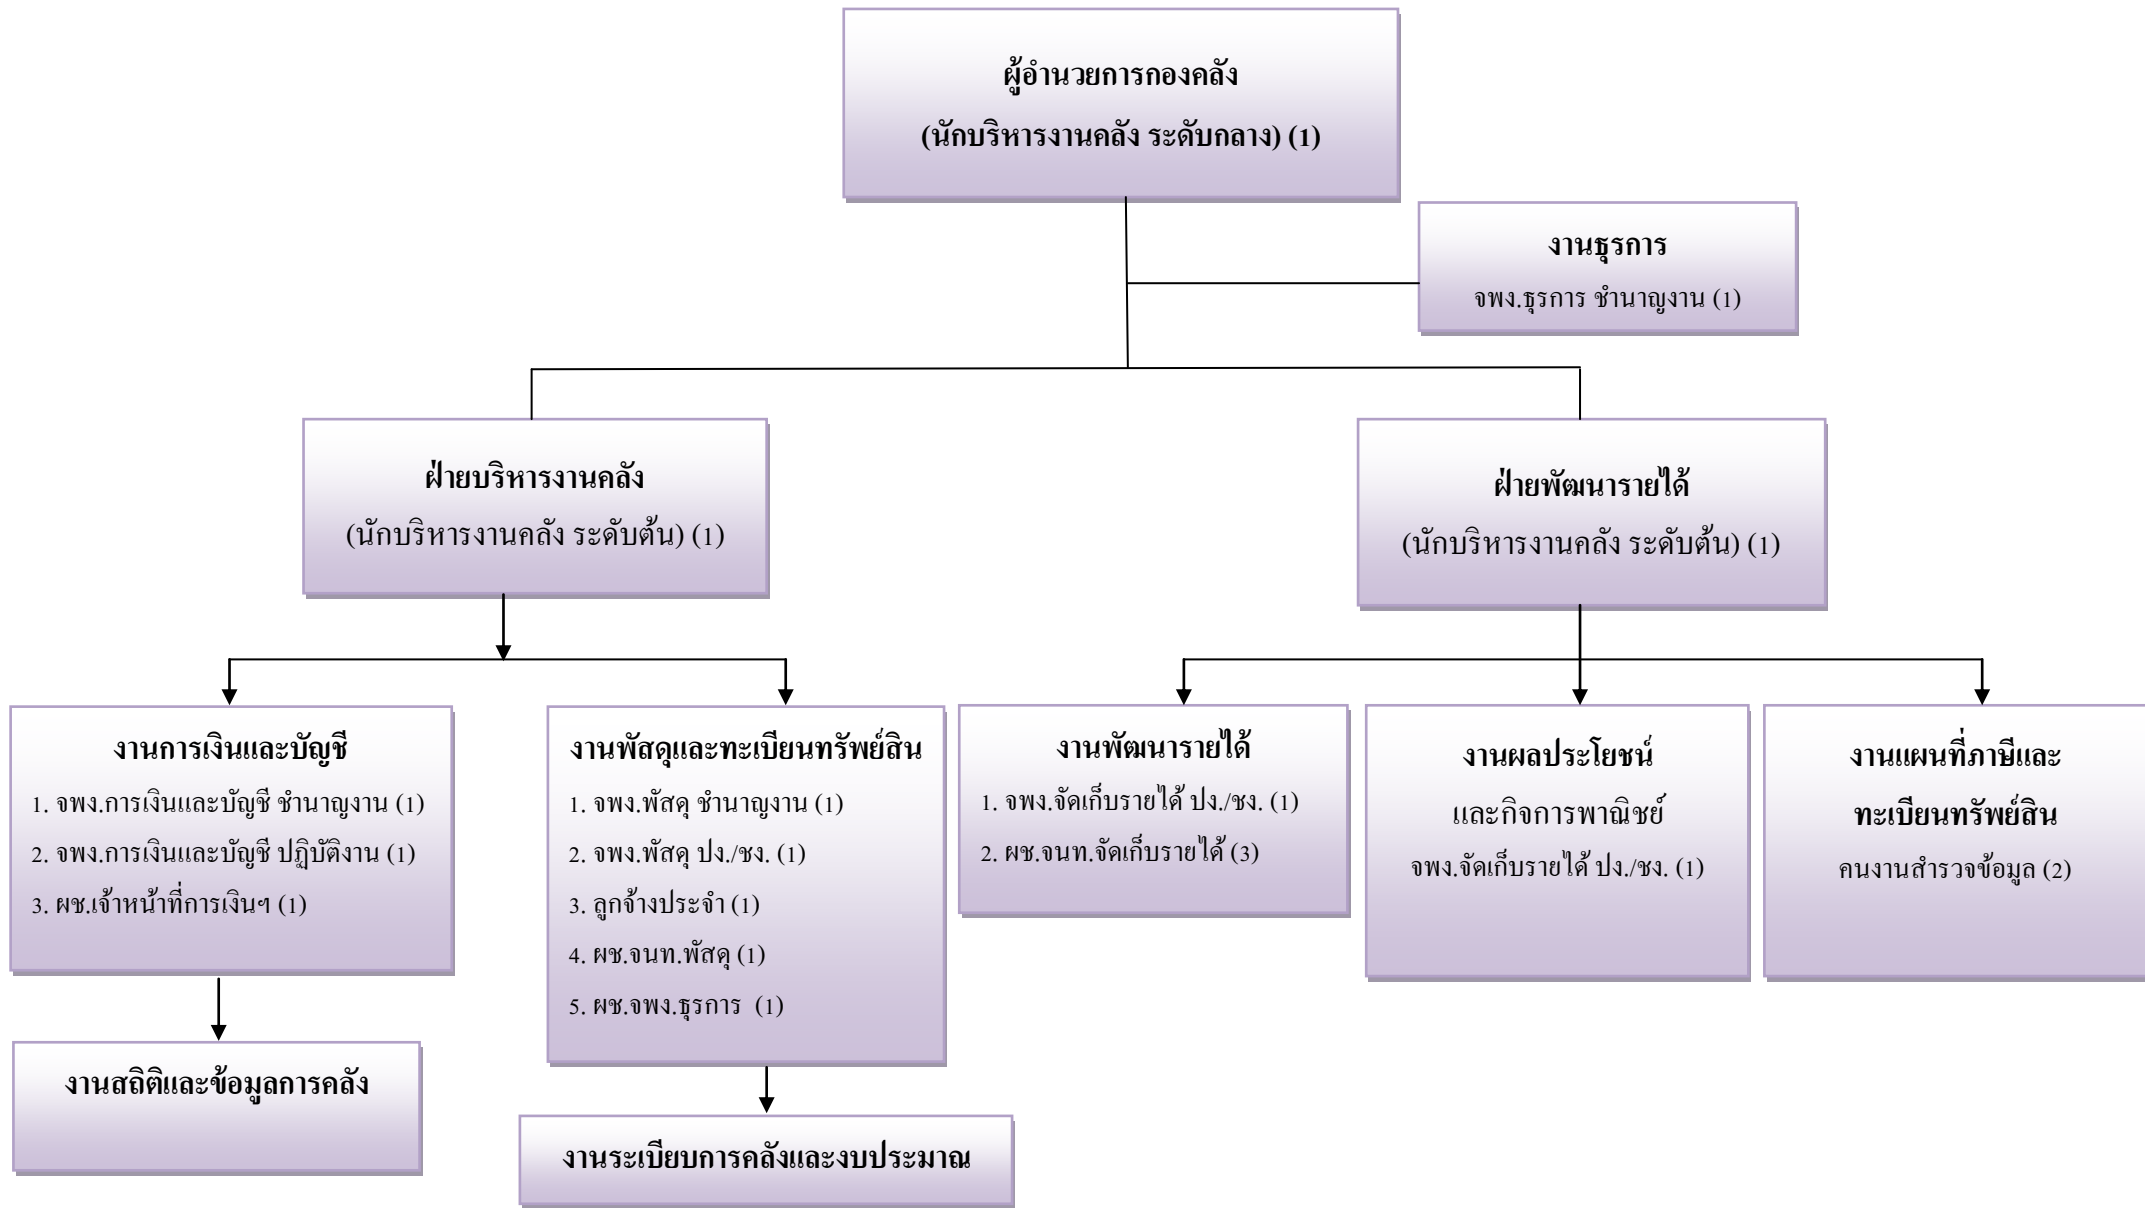 ผู้อำนวยการกองคลัง
(นักบริหารงานคลัง ระดับกลาง) (1)
งานธุรการ
จพง.ธุรการ ชำนาญงาน (1)
ฝ่ายบริหารงานคลัง
(นักบริหารงานคลัง ระดับต้น) (1)
ฝ่ายพัฒนารายได้
(นักบริหารงานคลัง ระดับต้น) (1)
งานการเงินและบัญชี
1. จพง.การเงินและบัญชี ชำนาญงาน (1)
2. จพง.การเงินและบัญชี ปฏิบัติงาน (1)
3. ผช.เจ้าหน้าที่การเงินฯ (1)
งานพัสดุและทะเบียนทรัพย์สิน
1. จพง.พัสดุ ชำนาญงาน (1)
2. จพง.พัสดุ ปง./ชง. (1)
3. ลูกจ้างประจำ (1)
4. ผช.จนท.พัสดุ (1)
5. ผช.จพง.ธุรการ (1)
งานพัฒนารายได้
1. จพง.จัดเก็บรายได้ ปง./ชง. (1)
2. ผช.จนท.จัดเก็บรายได้ (3)
งานผลประโยชน์
และกิจการพาณิชย์
จพง.จัดเก็บรายได้ ปง./ชง. (1)
งานแผนที่ภาษีและ
ทะเบียนทรัพย์สิน
คนงานสำรวจข้อมูล (2)
งานสถิติและข้อมูลการคลัง
งานระเบียบการคลังและงบประมาณ